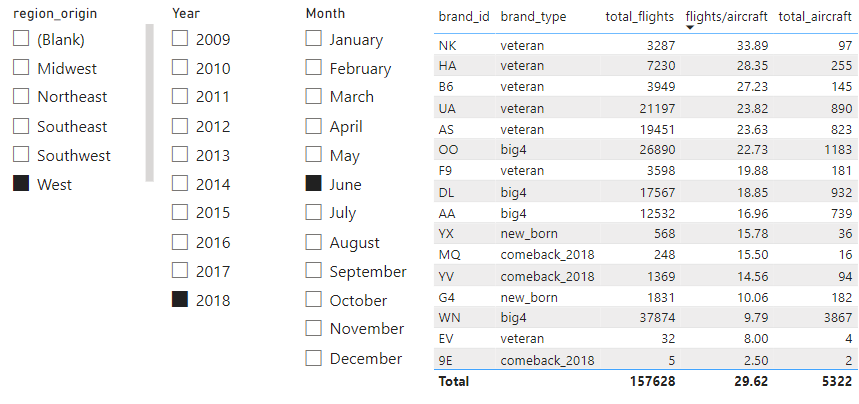 region_origin
(Blank)
Midwest
Northeast
Southeast
Southwest
West
Year
2009
2010
2011
2012
2013
2014
2015
2016
2017
2018
Month
January
February
March
April
May
June
July
August
September
October
November
December
brand_id brand_type total_flights flights/aircraft total_aircraft
NK veteran 3287 33.89 97
HA veteran 7230 28.35 255
B6 veteran 3949 27.23 145
UA veteran 21197 23.82 890
AS veteran 19451 23.63 823
OO big4 26890 22.73 1183
F9 veteran 3598 19.88 181
DL big4 17567 18.85 932
AA big4 12532 16.96 739
YX new_born 568 15.78 36
MQ comeback_2018 248 15.50 16
YV comeback_2018 1369 14.56 94
G4 new_born 1831 10.06 182
WN big4 37874 9.79 3867
EV veteran 32 8.00 4
9E comeback_2018 5 2.50 2
Total 157628 29.62 5322